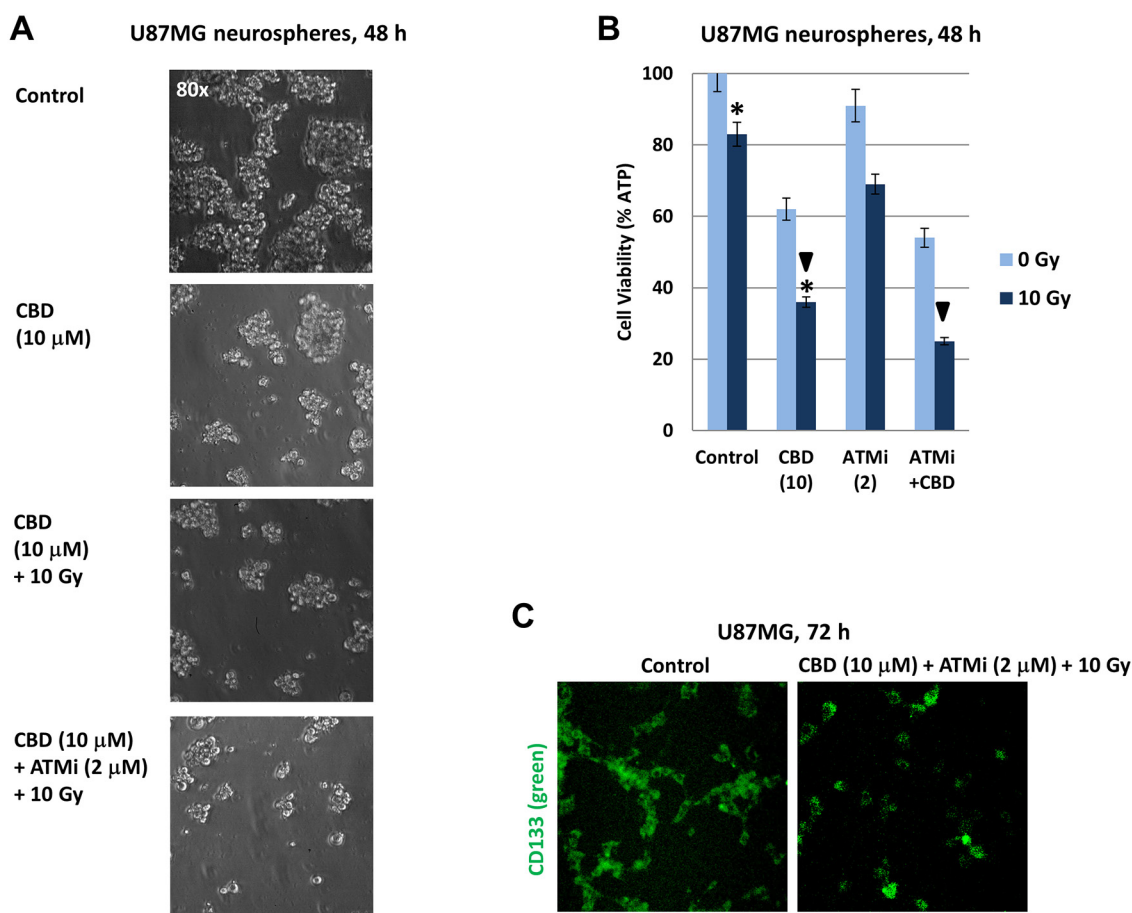 A
U87MG neurospheres, 48 h
Control
80x
CBD
(10 μM)
CBD
(10 μM)
+ 10 Gy
CBD (10 μM)
+ ATMi (2 μM)
+ 10 Gy
B
U87MG neurospheres, 48 h
Cell Viability (% ATP)
100
80
60
40
20
0
*
*
Control
CBD
(10)
ATMi
(2)
ATMi
+CBD
0 Gy
10 Gy
C
U87MG, 72 h
Control
CBD (10 μM) + ATMi (2 μM) + 10 Gy
CD133 (green)